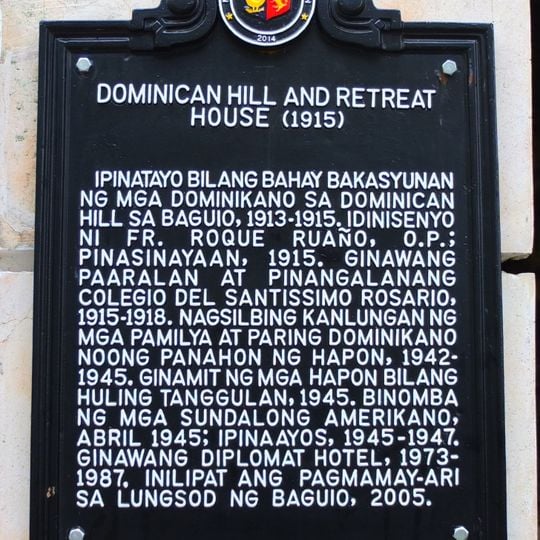 2014
DOMINICAN HILL AND RETREAT
HOUSE (1915)
IPINATAYO BILANG BAHAY BAKASYUNAN
NG MGA DOMINIKANO SA DOMINICAN
HILL SA BAGUIO, 1913-1915. IDINISENYO
NI FR. ROQUE RUAÑO, O.P.;
PINASINAYAAN, 1915. GINAWANG
PAARALAN AT PINANGALANANG
COLEGIO DEL SANTISSIMO ROSARIO,
1915-1918. NAGSILBING KANLUNGAN NG
MGA PAMILYA AT PARING DOMINIKANO
NOONG PANAHON NG HAPON, 1942-
1945. GINAMIT NG MGA HAPON BILANG
HULING TANGGULAN, 1945. BINOMBA
NG MGA SUNDALONG AMERIKANO,
ABRIL 1945; IPINAAYOS, 1945-1947.
GINAWANG DIPLOMAT HOTEL, 1973-
1987. INILIPAT ANG PAGMAMAY-ARI
SA LUNGSOD NG BAGUIO, 2005.